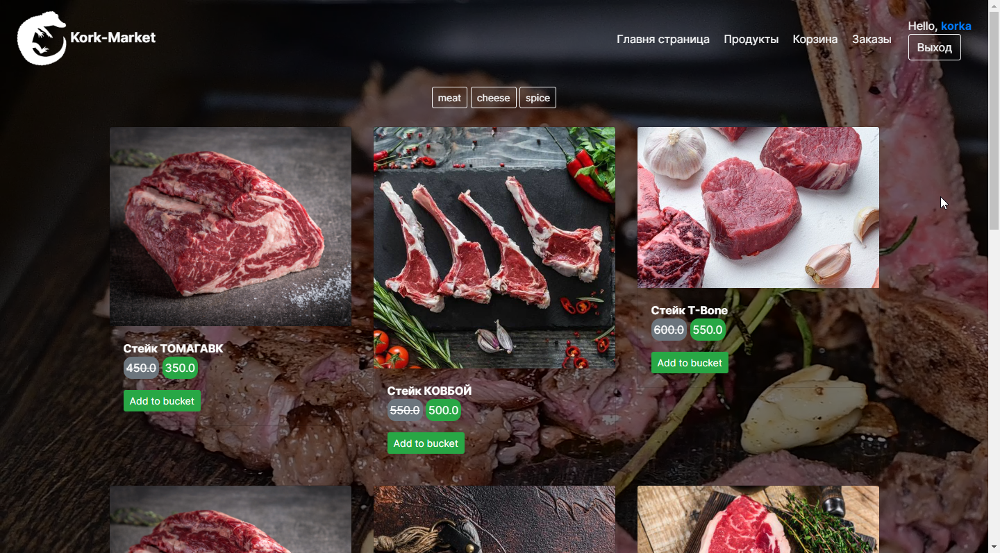 Kork-Market
Главня страница
Продукты
Корзина
Заказы
Hello, korka
Выход
meat
cheese
spice
Стейк ТОМАГАВК
450.0 350.0
Add to bucket
Стейк КОВБОЙ
550.0 500.0
Add to bucket
Стейк T-Bone
600.0 550.0
Add to bucket